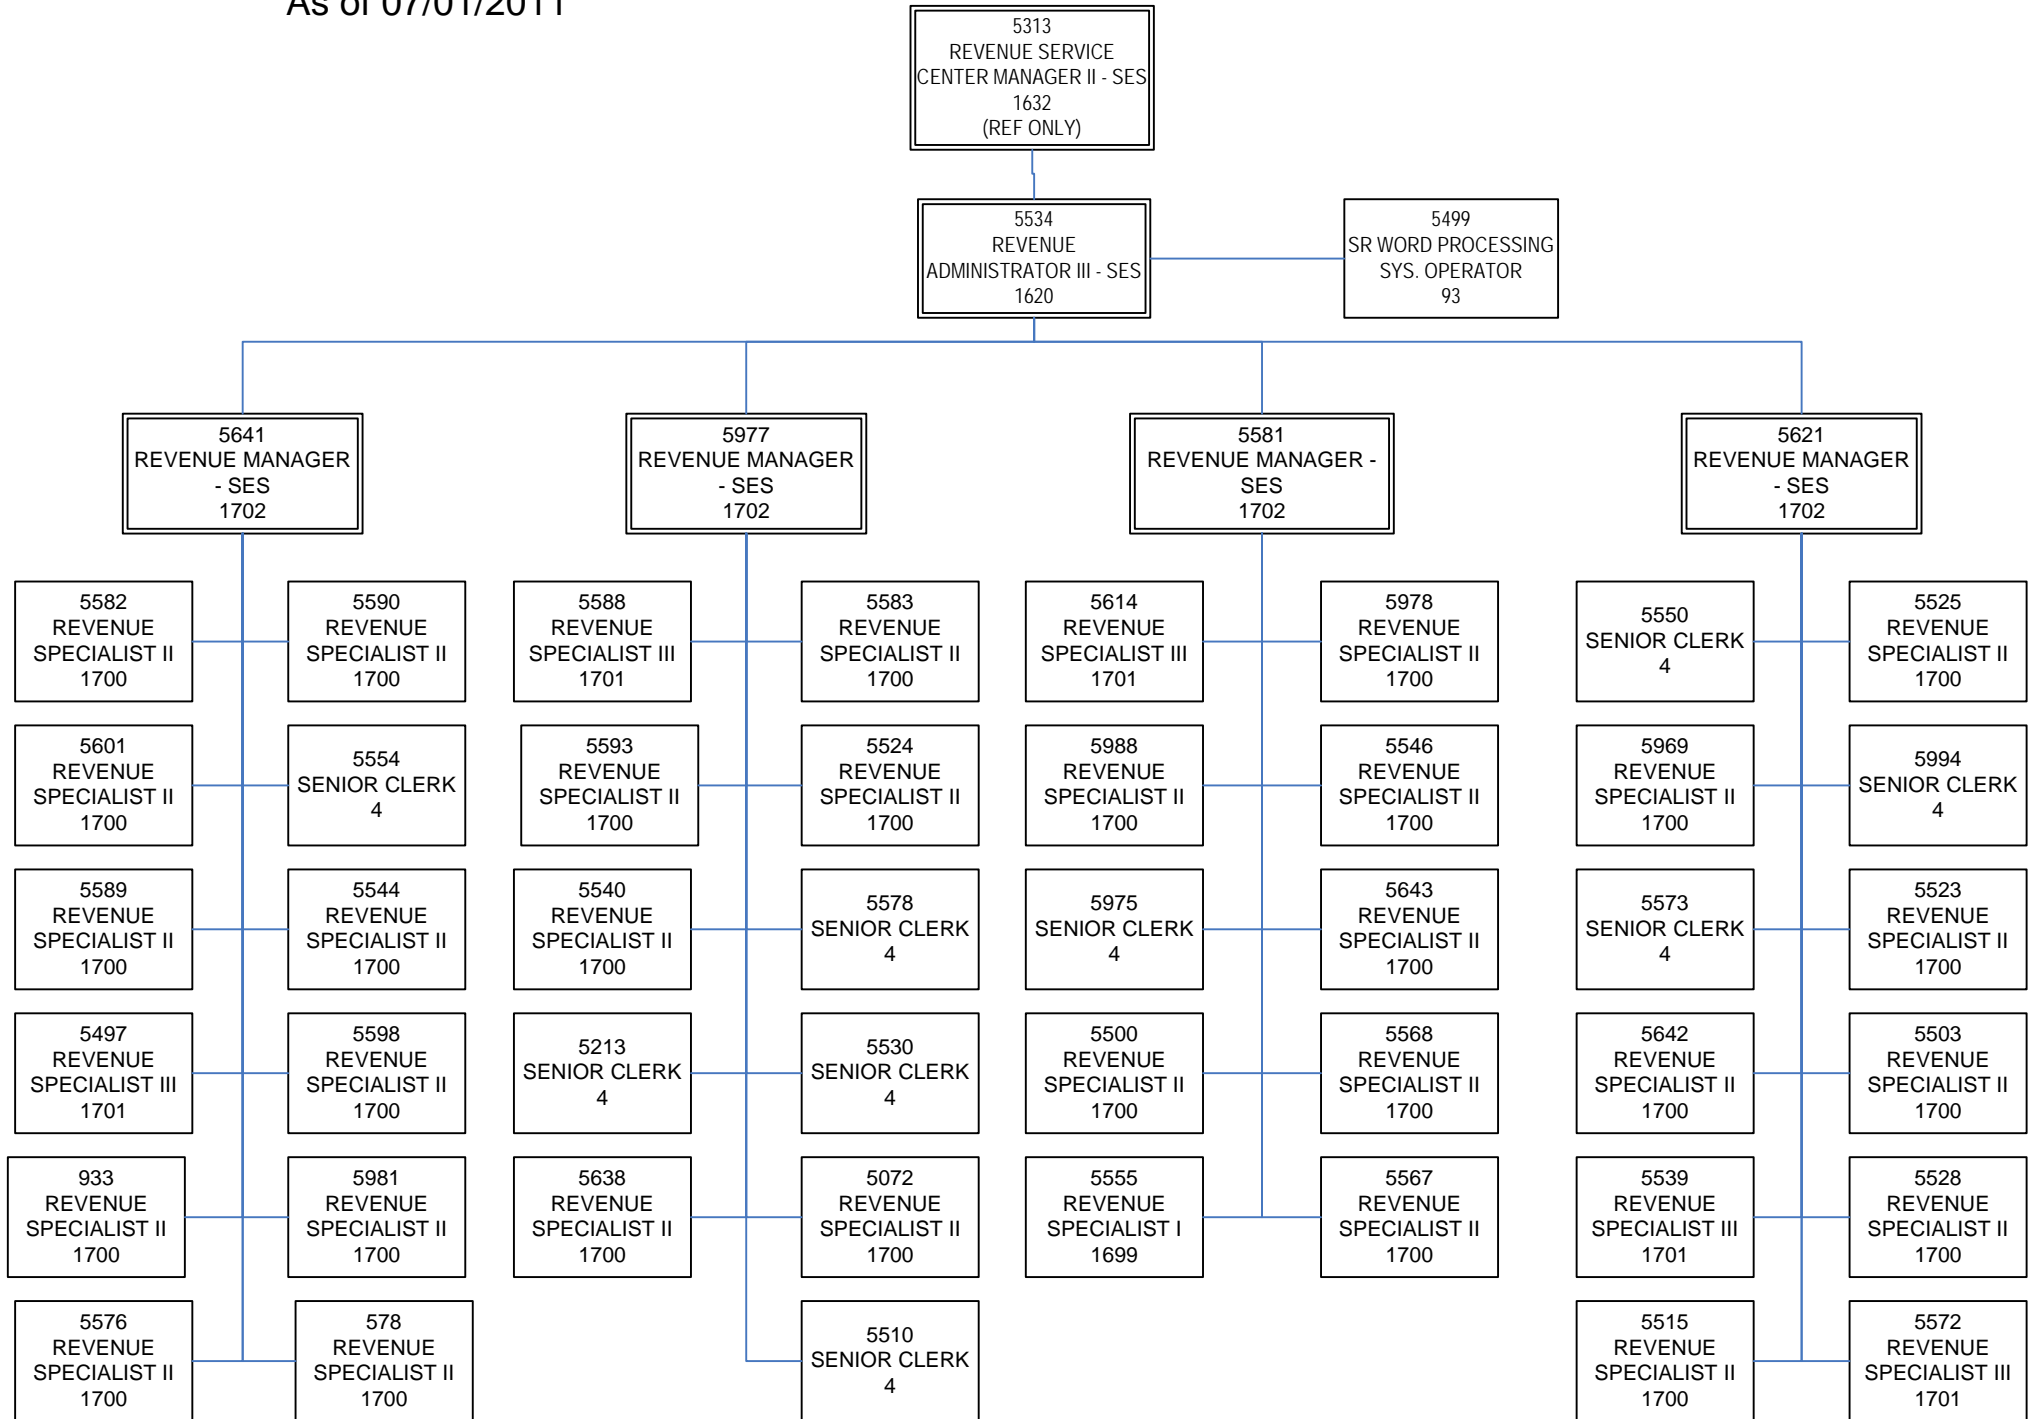 As of 07/01/2011
5313
REVENUE SERVICE
CENTER MANAGER II - SES
1632
(REF ONLY)
5534
REVENUE
ADMINISTRATOR III - SES
1620
5499
SR WORD PROCESSING
SYS. OPERATOR
93
5641
REVENUE MANAGER
- SES
1702
5977
REVENUE MANAGER
- SES
1702
5581
REVENUE MANAGER -
SES
1702
5621
REVENUE MANAGER
- SES
1702
5582
REVENUE
SPECIALIST II
1700
5590
REVENUE
SPECIALIST II
1700
5588
REVENUE
SPECIALIST III
1701
5583
REVENUE
SPECIALIST II
1700
5614
REVENUE
SPECIALIST III
1701
5978
REVENUE
SPECIALIST II
1700
5550
SENIOR CLERK
4
5525
REVENUE
SPECIALIST II
1700
5601
REVENUE
SPECIALIST II
1700
5554
SENIOR CLERK
4
5593
REVENUE
SPECIALIST II
1700
5524
REVENUE
SPECIALIST II
1700
5988
REVENUE
SPECIALIST II
1700
5546
REVENUE
SPECIALIST II
1700
5969
REVENUE
SPECIALIST II
1700
5994
SENIOR CLERK
4
5589
REVENUE
SPECIALIST II
1700
5544
REVENUE
SPECIALIST II
1700
5540
REVENUE
SPECIALIST II
1700
5578
SENIOR CLERK
4
5975
SENIOR CLERK
4
5643
REVENUE
SPECIALIST II
1700
5573
SENIOR CLERK
4
5523
REVENUE
SPECIALIST II
1700
5497
REVENUE
SPECIALIST III
1701
5598
REVENUE
SPECIALIST II
1700
5213
SENIOR CLERK
4
5530
SENIOR CLERK
4
5500
REVENUE
SPECIALIST II
1700
5568
REVENUE
SPECIALIST II
1700
5642
REVENUE
SPECIALIST II
1700
5503
REVENUE
SPECIALIST II
1700
933
REVENUE
SPECIALIST II
1700
5981
REVENUE
SPECIALIST II
1700
5638
REVENUE
SPECIALIST II
1700
5072
REVENUE
SPECIALIST II
1700
5555
REVENUE
SPECIALIST I
1699
5567
REVENUE
SPECIALIST II
1700
5539
REVENUE
SPECIALIST III
1701
5528
REVENUE
SPECIALIST II
1700
5576
REVENUE
SPECIALIST II
1700
578
REVENUE
SPECIALIST II
1700
5510
SENIOR CLERK
4
5515
REVENUE
SPECIALIST II
1700
5572
REVENUE
SPECIALIST III
1701